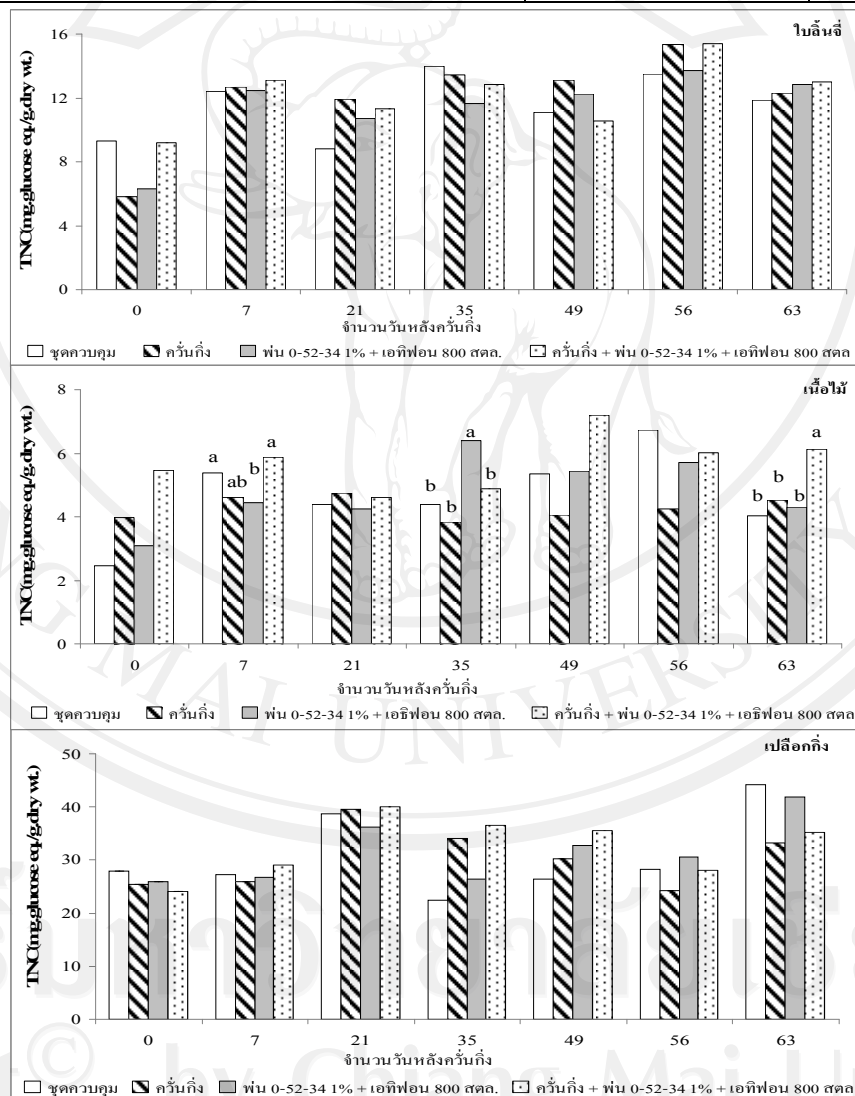 ใบลิ้นจี่
TNC(mg.glucose eq./g.dry wt.)
16
12
8
4
0
0 7 21 35 49 56 63
จำนวนวันหลังควั่นกิ่ง
ชุดควบคุม ควั่นกิ่ง พ่น 0-52-34 1% + เอทิฟอน 800 สตล. ควั่นกิ่ง + พ่น 0-52-34 1% + เอทิฟอน 800 สตล
เนื้อไม้
TNC(mg.glucose eq./g.dry wt.)
8
6
4
2
0
a ab b a
b b a b
b b b a
0 7 21 35 49 56 63
จำนวนวันหลังควั่นกิ่ง
ชุดควบคุม ควั่นกิ่ง พ่น 0-52-34 1% + เอธิฟอน 800 สตล. ควั่นกิ่ง + พ่น 0-52-34 1% + เอธิฟอน 800 สตล
เปลือกกิ่ง
TNC(mg.glucose eq./g.dry wt.)
50
40
30
20
10
0
0 7 21 35 49 56 63
จำนวนวันหลังควั่นกิ่ง
ชุดควบคุม ควั่นกิ่ง พ่น 0-52-34 1% + เอทิฟอน 800 สตล. ควั่นกิ่ง + พ่น 0-52-34 1% + เอทิฟอน 800 สตล
MAI UNIVERSITY
© by Chiang Mai